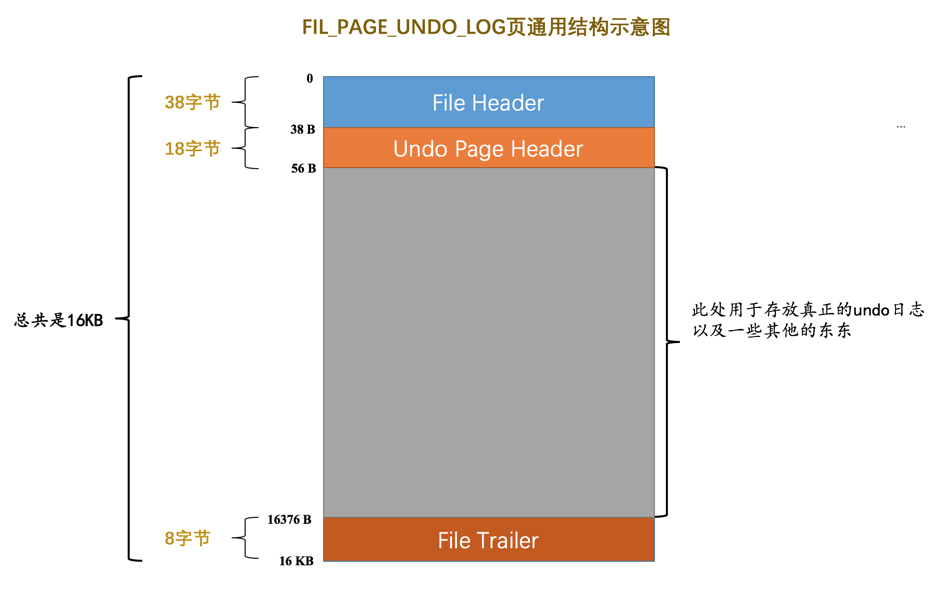 FIL_PAGE_UNDO_LOG页通用结构示意图
0
38字节
File Header
...
38 B
18字节
Undo Page Header
56 B
总共是16KB
此处用于存放真正的undo日志
以及一些其他的东东
16376 B
8字节
File Trailer
16 KB